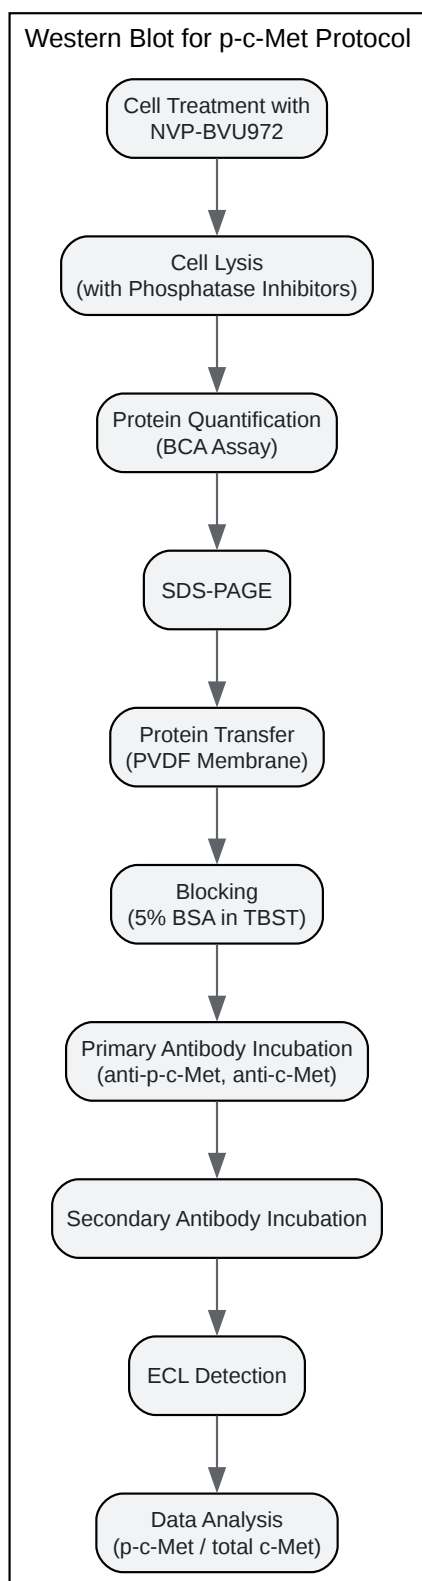 Western Blot for p-c-Met Protocol
Cell Treatment with
NVP-BVU972
Cell Lysis
(with Phosphatase Inhibitors)
Protein Quantification
(BCA Assay)
SDS-PAGE
Protein Transfer
(PVDF Membrane)
Blocking
(5% BSA in TBST)
Primary Antibody Incubation
(anti-p-c-Met, anti-c-Met)
Secondary Antibody Incubation
ECL Detection
Data Analysis
(p-c-Met / total c-Met)